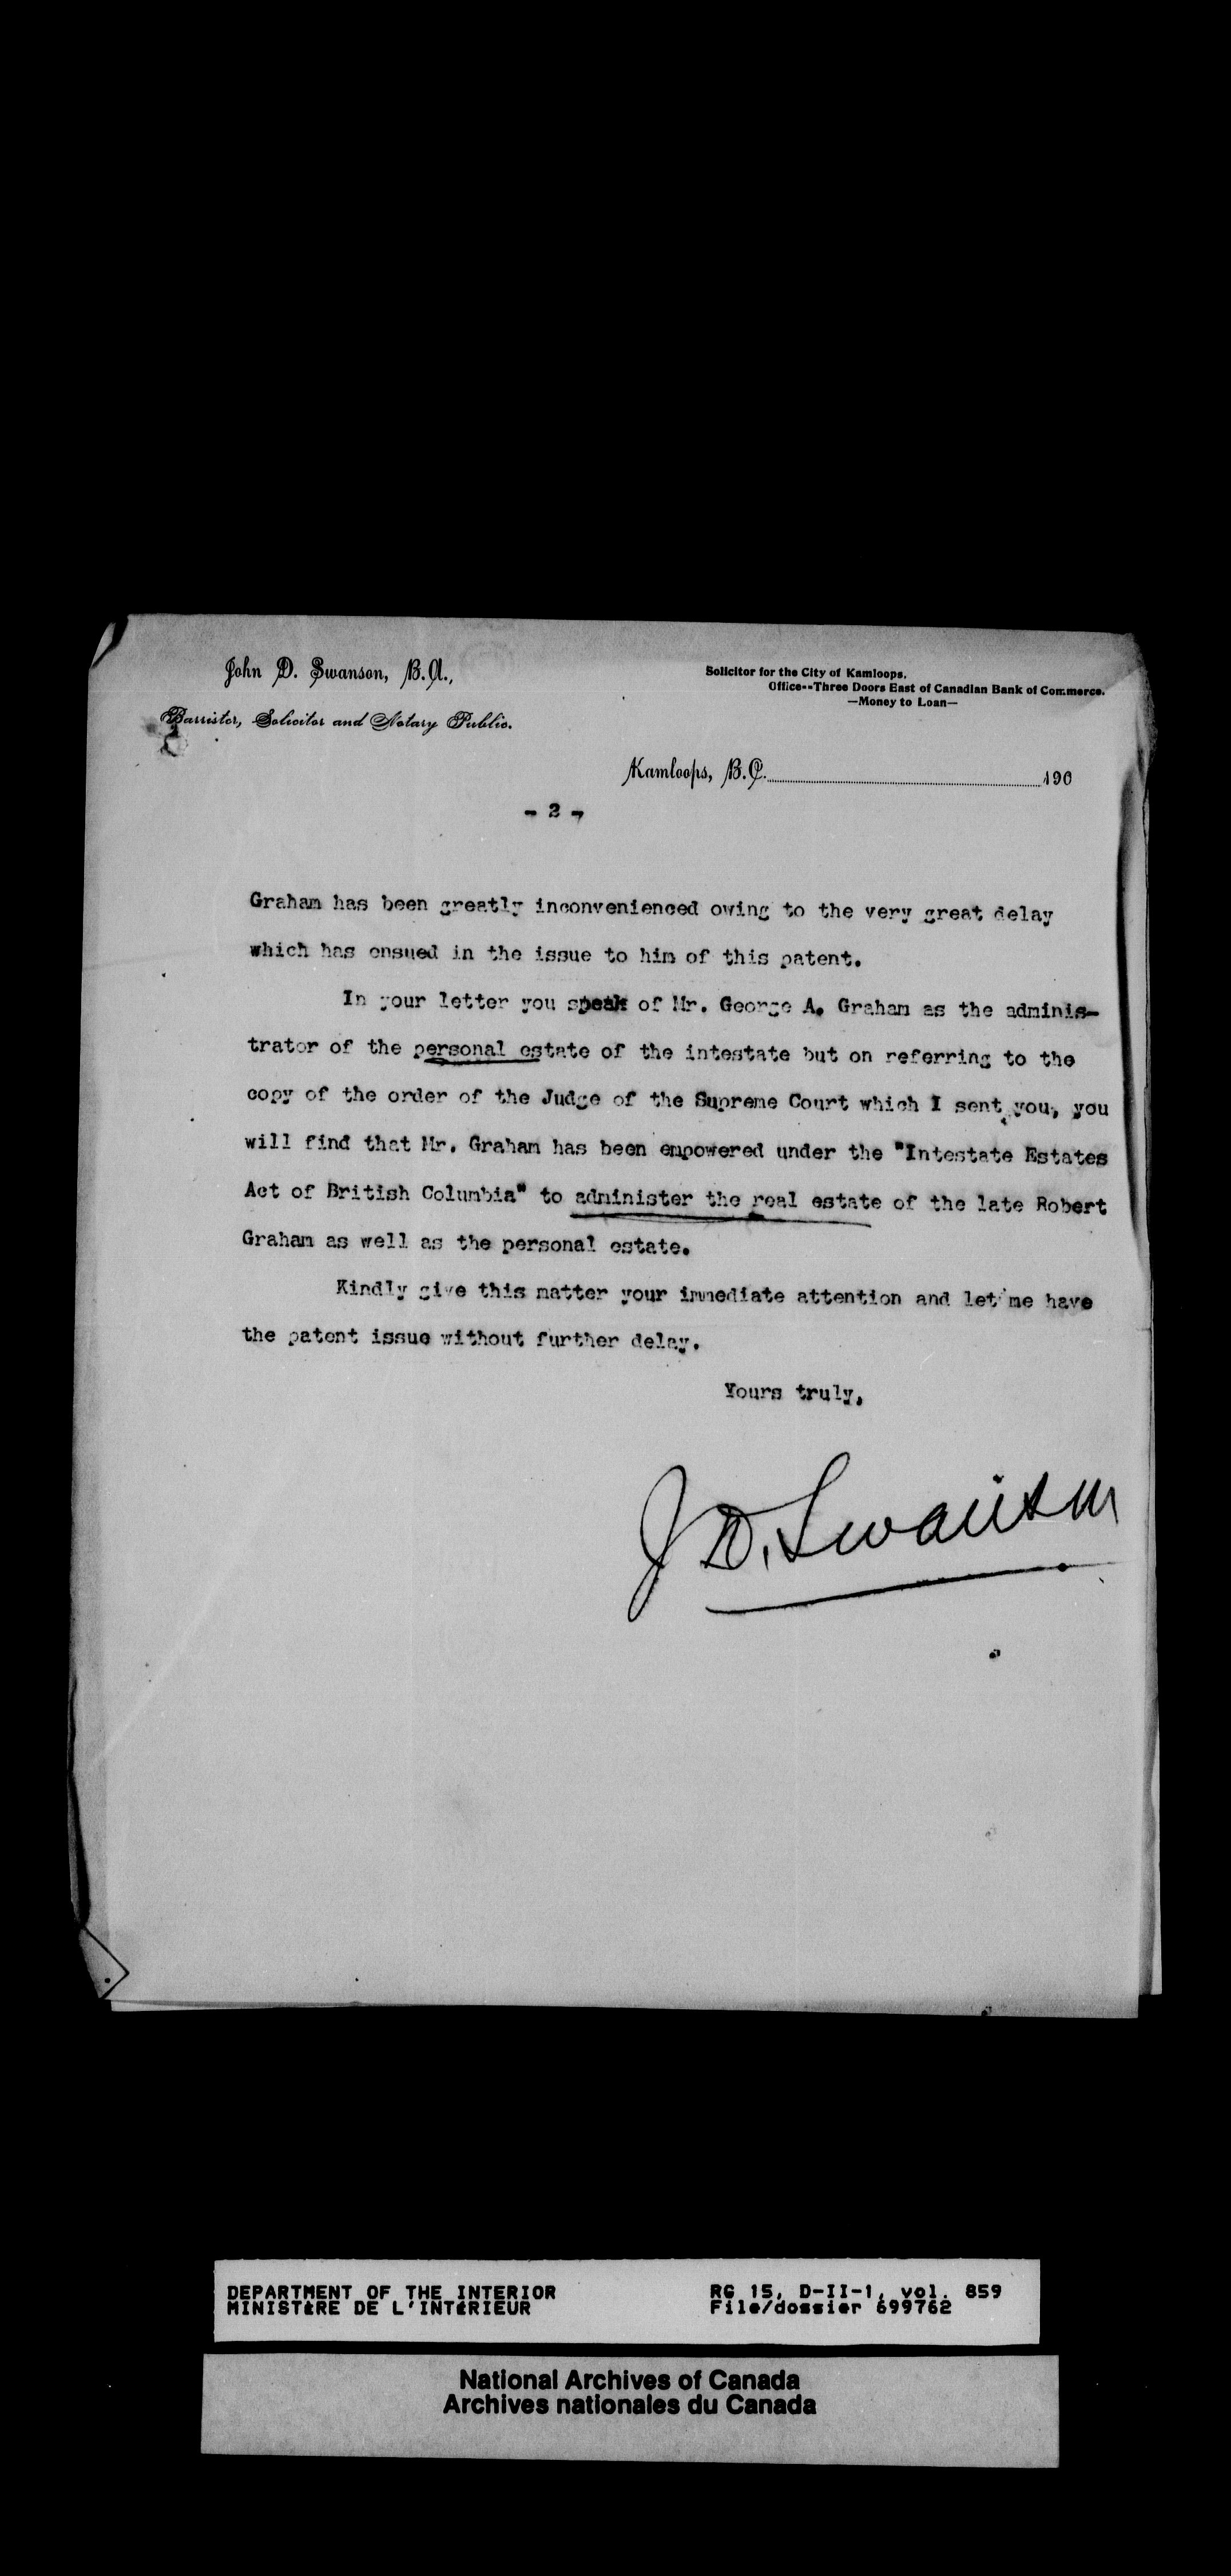 John D. Swanson, B.A.,
Barrister, Solicitor and Notary Public.
Solicitor for the City of Kamloops.
Office--Three Doors East of Canadian Bank of Commerce.
—Money to Loan—
Kamloops, B.C. 190
- 2 -
Graham has been greatly inconvenienced owing to the very great delay
which has ensued in the issue to him of this patent.
In your letter you speak of Mr. George A. Graham as the adminis-
trator of the personal estate of the intestate but on referring to the
copy of the order of the Judge of the Supreme Court which I sent you, you
will find that Mr. Graham has been empowered under the "Intestate Estates
Act of British Columbia" to administer the real estate of the late Robert
Graham as well as the personal estate.
Kindly give this matter your immediate attention and let me have
the patent issue without further delay.
Yours truly,
J D. Swanson
DEPARTMENT OF THE INTERIOR
MINISTÈRE DE L'INTÉRIEUR
RG 15, D-II-1, vol. 859
File/dossier 699762
National Archives of Canada
Archives nationales du Canada